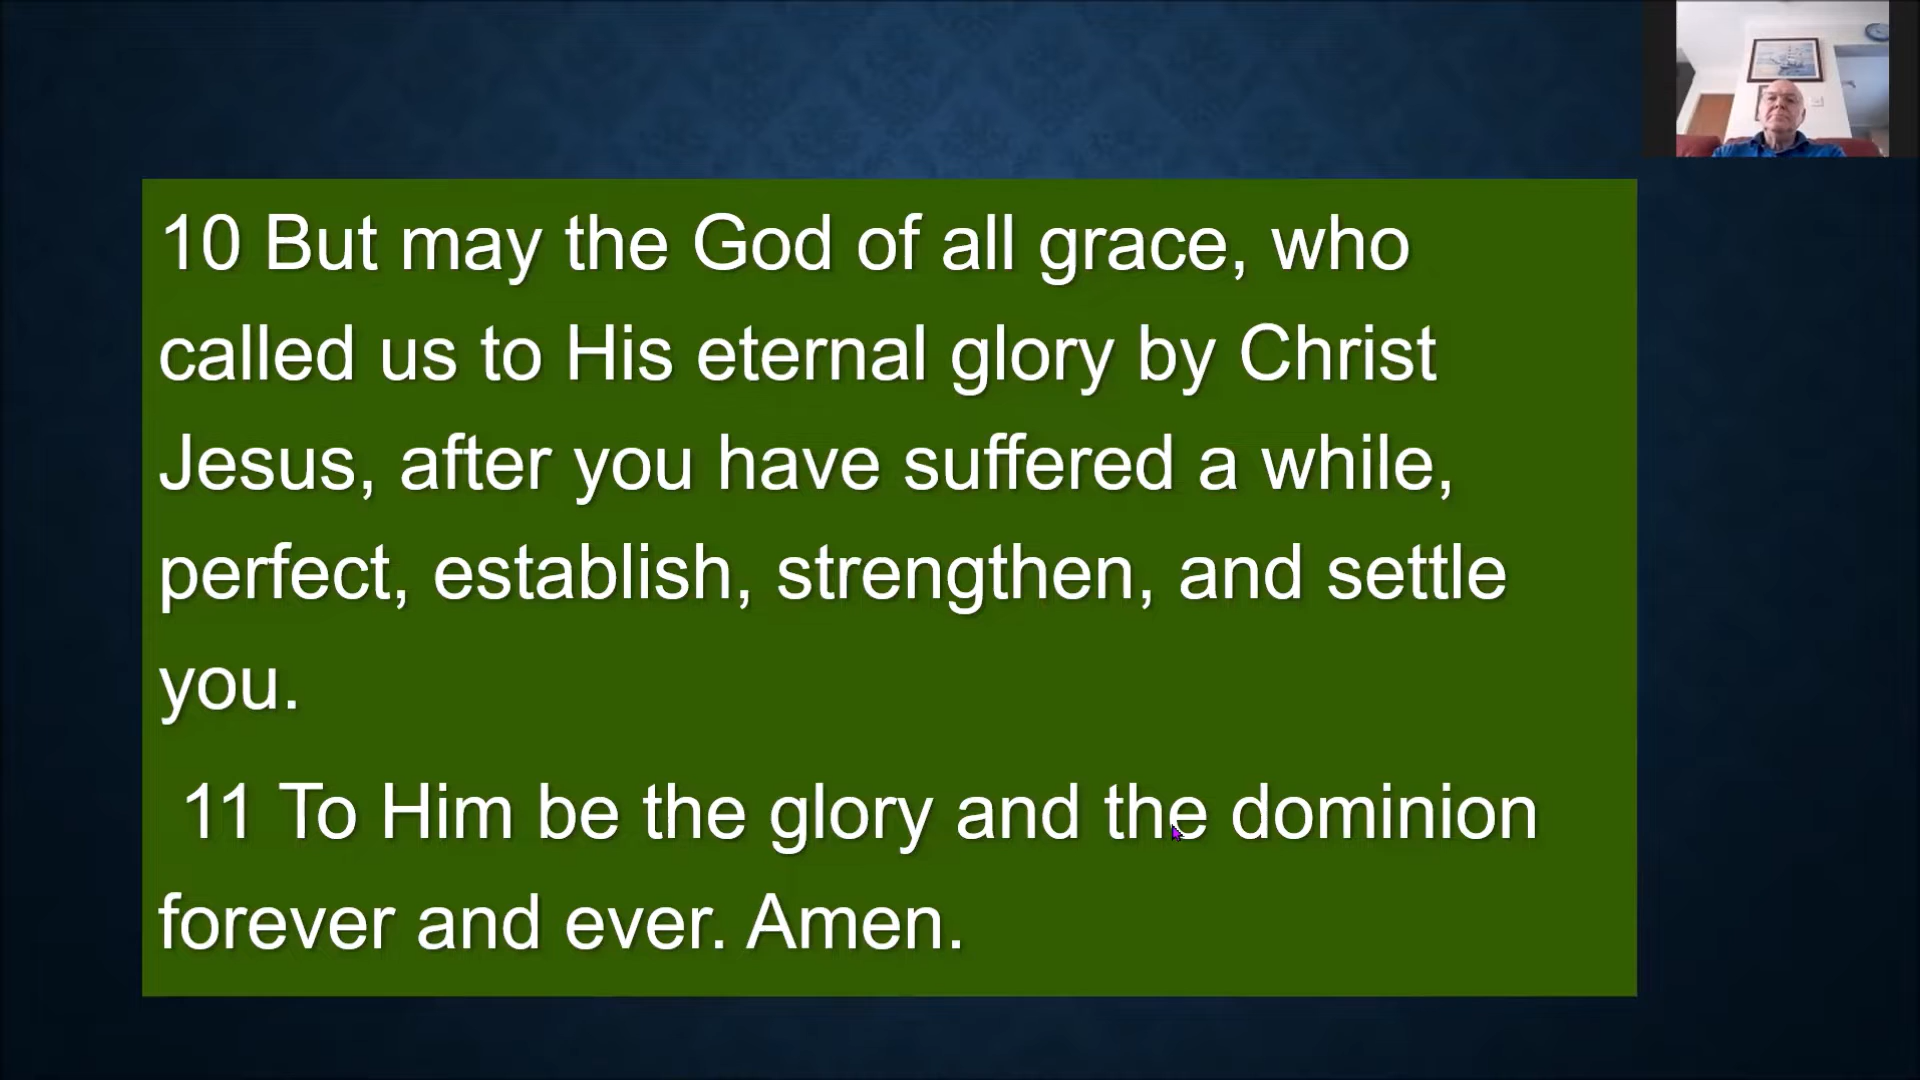 10 But may the God of all grace, who
called us to His eternal glory by Christ
Jesus, after you have suffered a while,
perfect, establish, strengthen, and settle
you.
11 To Him be the glory and the dominion
forever and ever. Amen.